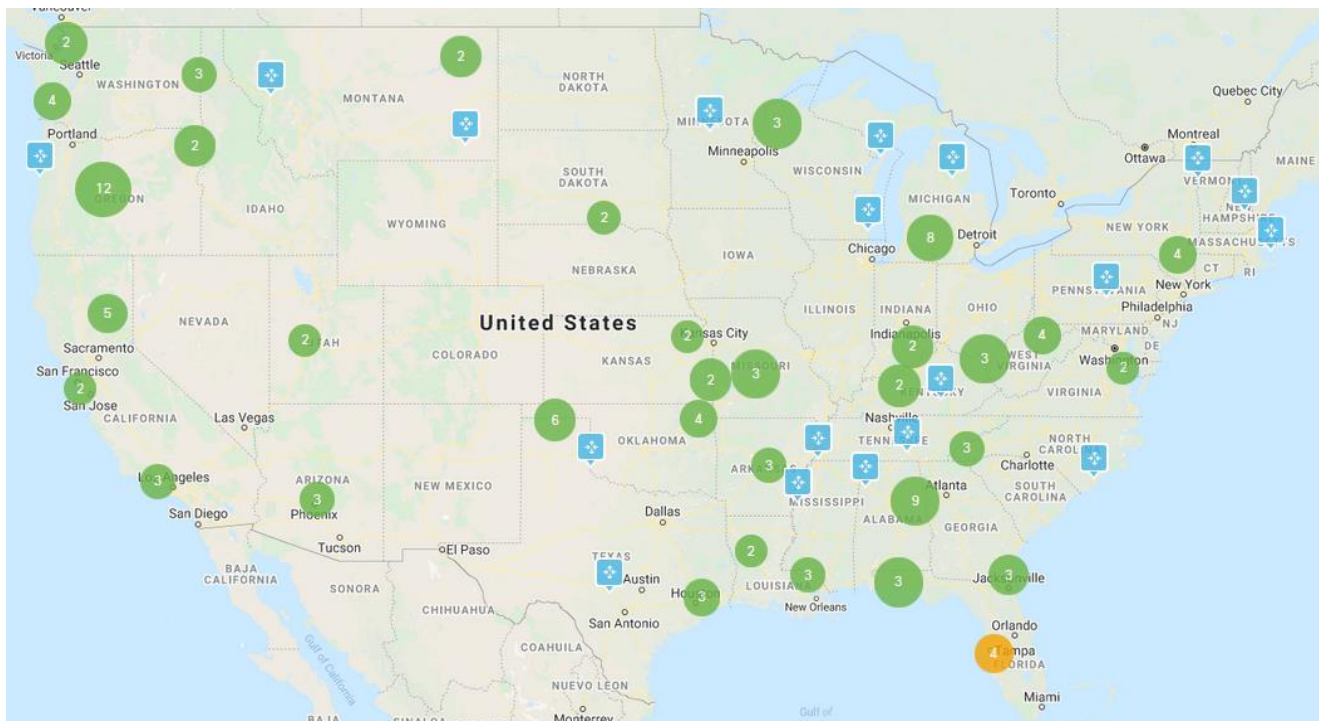 Vancouver
2
Victoria
Seattle
3
WASHINGTON
2
MONTANA
NORTH
DAKOTA
Quebec City
4
Portland
MINNESOTA
3
Minneapolis
Montreal
Ottawa
MAINE
2
WISCONSIN
VERMONT
12
OREGON
IDAHO
SOUTH
DAKOTA
MICHIGAN
Toronto
NEW
HAMPSHIRE
WYOMING
2
8
Detroit
NEW YORK
MASSACHUSETTS
Chicago
IOWA
4
CT
RI
NEBRASKA
PENNSYLVANIA
New York
5
NEVADA
United States
ILLINOIS
INDIANA
OHIO
Philadelphia
NJ
2
UTAH
COLORADO
2
Kansas City
Indianapolis
2
4
MARYLAND
DE
Sacramento
KANSAS
MISSOURI
3
WEST
VIRGINIA
Washington
San Francisco
2
3
2
2
San Jose
2
KENTUCKY
VIRGINIA
CALIFORNIA
Las Vegas
6
4
OKLAHOMA
Nashville
TENNESSEE
3
NORTH
CAROLINA
Charlotte
3
Los Angeles
ARIZONA
NEW MEXICO
3
ARKANSAS
Atlanta
SOUTH
CAROLINA
3
Phoenix
MISSISSIPPI
9
ALABAMA
GEORGIA
San Diego
Dallas
Tucson
El Paso
2
TEXAS
BAJA
CALIFORNIA
SONORA
Austin
LOUISIANA
3
3
3
Jacksonville
CHIHUAHUA
Houston
3
New Orleans
San Antonio
Orlando
4
Tampa
FLORIDA
Gulf of California
COAHUILA
NUEVO LEON
Miami
Monterrey
Gulf of
BAJA